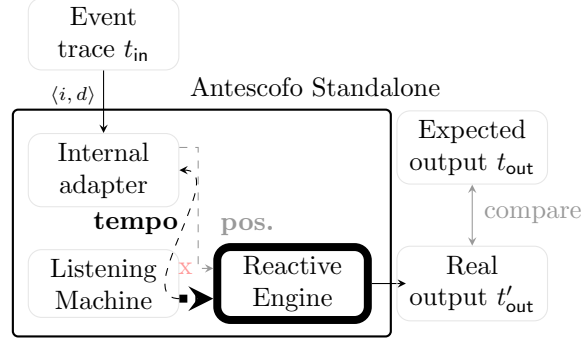 Event
trace t_in
⟨i, d⟩
Antescofo Standalone
Internal
adapter
Expected
output t_out
tempo
pos.
compare
Listening
Machine
x
Reactive
Engine
Real
output t'_out